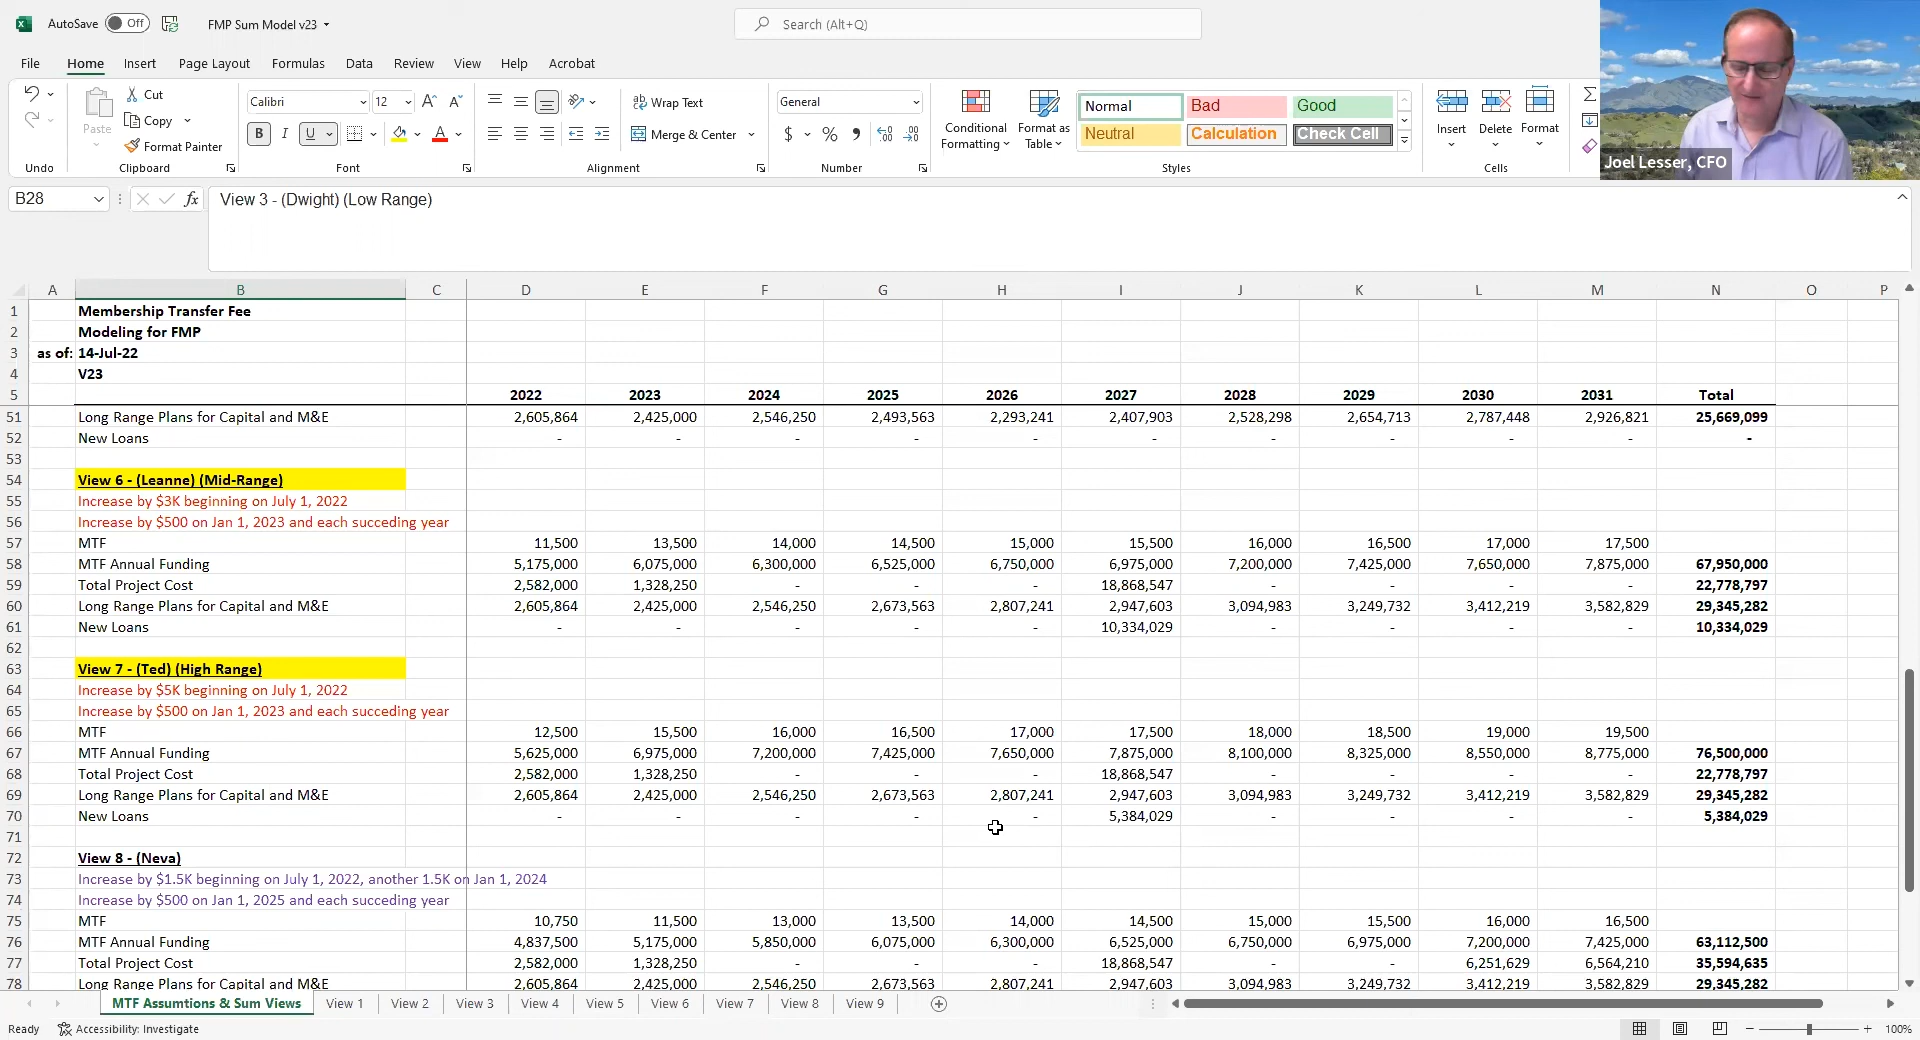 AutoSave Off FMP Sum Model v23 Search (Alt+Q)
File Home Insert Page Layout Formulas Data Review View Help Acrobat
Cut Calibri 12 Wrap Text General Normal Bad Good
Paste Copy B I U Merge & Center $ % Conditional Formatting Format as Table Neutral Calculation Check Cell Insert Delete Format
Format Painter
Undo Clipboard Font Alignment Number Styles Cells
Joel Lesser, CFO
B28 fx View 3 - (Dwight) (Low Range)
A B C D E F G H I J K L M N O P
1 Membership Transfer Fee
2 Modeling for FMP
3 as of: 14-Jul-22
4 V23
5 2022 2023 2024 2025 2026 2027 2028 2029 2030 2031 Total
51 Long Range Plans for Capital and M&E 2,605,864 2,425,000 2,546,250 2,493,563 2,293,241 2,407,903 2,528,298 2,654,713 2,787,448 2,926,821 25,669,099
52 New Loans - - - - - - - - - - -
53
54 View 6 - (Leanne) (Mid-Range)
55 Increase by $3K beginning on July 1, 2022
56 Increase by $500 on Jan 1, 2023 and each succeding year
57 MTF 11,500 13,500 14,000 14,500 15,000 15,500 16,000 16,500 17,000 17,500
58 MTF Annual Funding 5,175,000 6,075,000 6,300,000 6,525,000 6,750,000 6,975,000 7,200,000 7,425,000 7,650,000 7,875,000 67,950,000
59 Total Project Cost 2,582,000 1,328,250 - - - 18,868,547 - - - - 22,778,797
60 Long Range Plans for Capital and M&E 2,605,864 2,425,000 2,546,250 2,673,563 2,807,241 2,947,603 3,094,983 3,249,732 3,412,219 3,582,829 29,345,282
61 New Loans - - - - - 10,334,029 - - - - 10,334,029
62
63 View 7 - (Ted) (High Range)
64 Increase by $5K beginning on July 1, 2022
65 Increase by $500 on Jan 1, 2023 and each succeding year
66 MTF 12,500 15,500 16,000 16,500 17,000 17,500 18,000 18,500 19,000 19,500
67 MTF Annual Funding 5,625,000 6,975,000 7,200,000 7,425,000 7,650,000 7,875,000 8,100,000 8,325,000 8,550,000 8,775,000 76,500,000
68 Total Project Cost 2,582,000 1,328,250 - - - 18,868,547 - - - - 22,778,797
69 Long Range Plans for Capital and M&E 2,605,864 2,425,000 2,546,250 2,673,563 2,807,241 2,947,603 3,094,983 3,249,732 3,412,219 3,582,829 29,345,282
70 New Loans - - - - - 5,384,029 - - - - 5,384,029
71
72 View 8 - (Neva)
73 Increase by $1.5K beginning on July 1, 2022, another 1.5K on Jan 1, 2024
74 Increase by $500 on Jan 1, 2025 and each succeding year
75 MTF 10,750 11,500 13,000 13,500 14,000 14,500 15,000 15,500 16,000 16,500
76 MTF Annual Funding 4,837,500 5,175,000 5,850,000 6,075,000 6,300,000 6,525,000 6,750,000 6,975,000 7,200,000 7,425,000 63,112,500
77 Total Project Cost 2,582,000 1,328,250 - - - 18,868,547 - - 6,251,629 6,564,210 35,594,635
78 Long Range Plans for Capital and M&E 2,605,864 2,425,000 2,546,250 2,673,563 2,807,241 2,947,603 3,094,983 3,249,732 3,412,219 3,582,829 29,345,282
MTF Assumtions & Sum Views View 1 View 2 View 3 View 4 View 5 View 6 View 7 View 8 View 9
Ready Accessibility: Investigate 100%